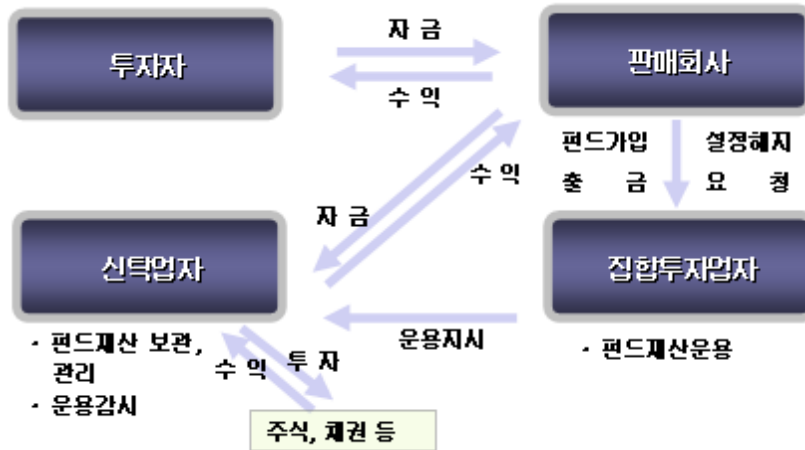 자 금
투자자
판매회사
수 익
펀드가입 설정해지
출 금 요 청
수 익
자 금
신탁업자
집합투자업자
운용지시
· 펀드재산 보관,
관리
· 운용감시
수 익
투 자
· 펀드재산운용
주식, 채권 등